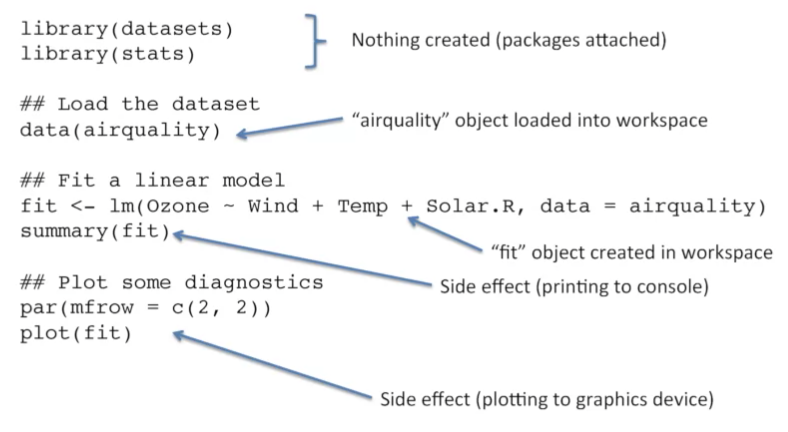 library(datasets)
library(stats)
Nothing created (packages attached)
## Load the dataset
data(airquality)
“airquality” object loaded into workspace
## Fit a linear model
fit <- lm(Ozone ~ Wind + Temp + Solar.R, data = airquality)
summary(fit)
“fit” object created in workspace
Side effect (printing to console)
## Plot some diagnostics
par(mfrow = c(2, 2))
plot(fit)
Side effect (plotting to graphics device)